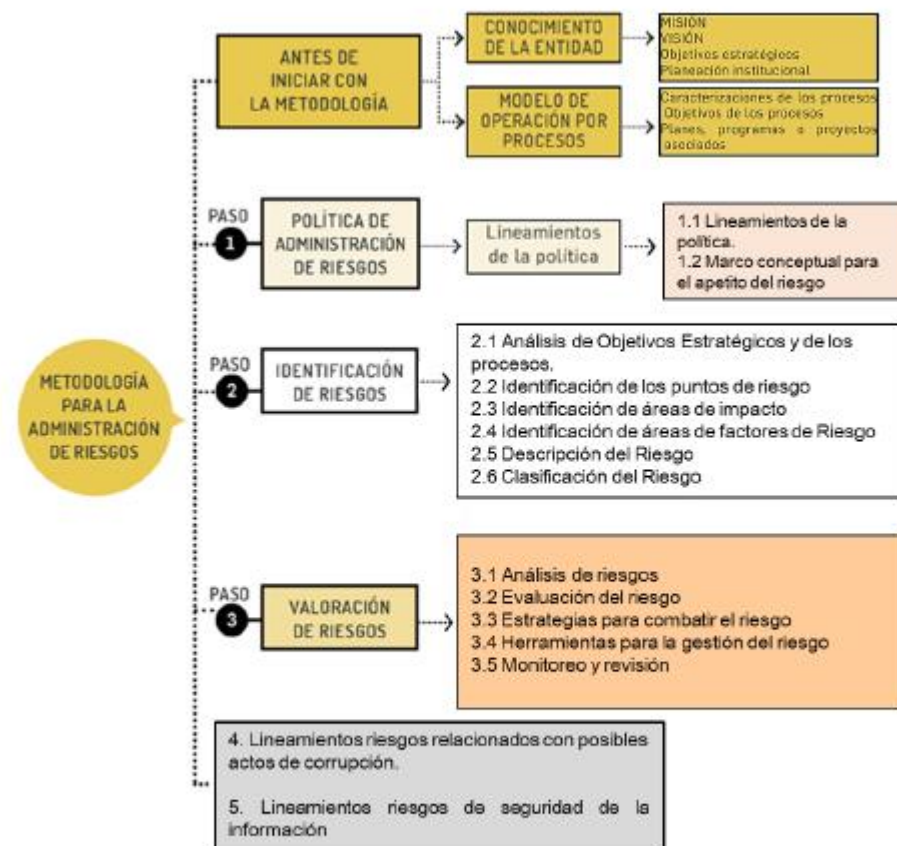 ANTES DE
INICIAR CON
LA METODOLOGÍA
CONOCIMIENTO
DE LA ENTIDAD
MISIÓN
VISIÓN
Objetivos estratégicos
Planeación institucional
MODELO DE
OPERACIÓN POR
PROCESOS
Caracterizaciones de los procesos
Objetivos de los procesos
Planes, programas o proyectos
asociados
PASO
1
POLÍTICA DE
ADMINISTRACIÓN
DE RIESGOS
Lineamientos
de la política
1.1 Lineamientos de la
política.
1.2 Marco conceptual para
el apetito del riesgo
METODOLOGÍA
PARA LA
ADMINISTRACIÓN
DE RIESGOS
PASO
2
IDENTIFICACIÓN
DE RIESGOS
2.1 Análisis de Objetivos Estratégicos y de los
procesos.
2.2 Identificación de los puntos de riesgo
2.3 Identificación de áreas de impacto
2.4 Identificación de áreas de factores de Riesgo
2.5 Descripción del Riesgo
2.6 Clasificación del Riesgo
PASO
3
VALORACIÓN
DE RIESGOS
3.1 Análisis de riesgos
3.2 Evaluación del riesgo
3.3 Estrategias para combatir el riesgo
3.4 Herramientas para la gestión del riesgo
3.5 Monitoreo y revisión
4. Lineamientos riesgos relacionados con posibles
actos de corrupción.
5. Lineamientos riesgos de seguridad de la
información